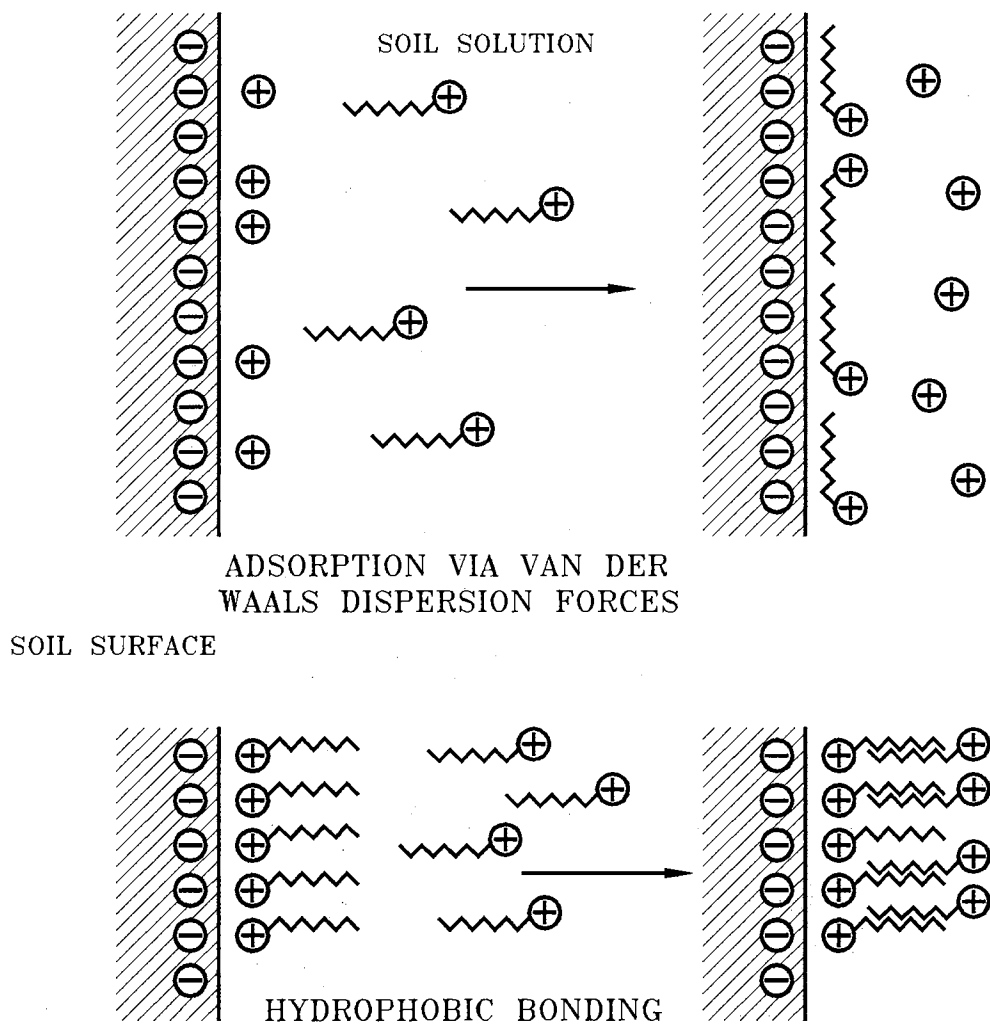 SOIL SOLUTION
ADSORPTION VIA VAN DER
WAALS DISPERSION FORCES
SOIL SURFACE
HYDROPHOBIC BONDING